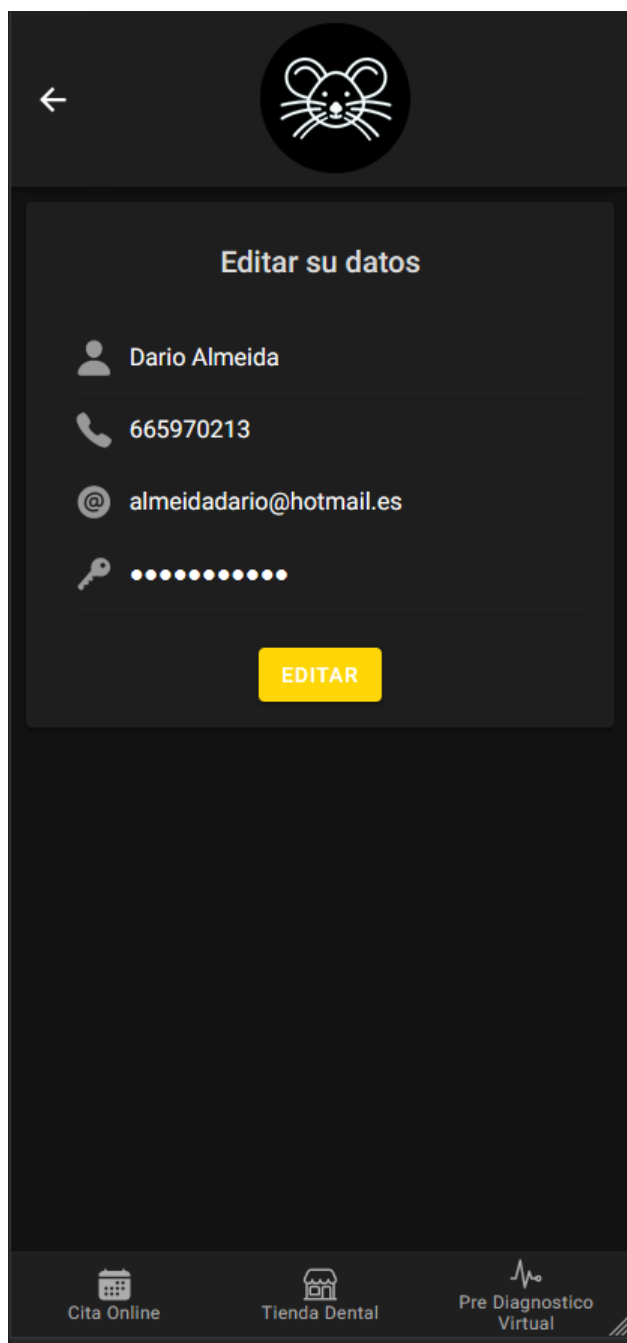 Editar su datos
Dario Almeida
665970213
almeidadario@hotmail.es
•••••••••••
EDITAR
Cita Online
Tienda Dental
Pre Diagnostico
Virtual